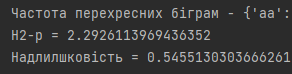 Частота перехресних біграм - {'аа':
H2-p = 2.2926113969436352
Надлишковість = 0.5455130303666261